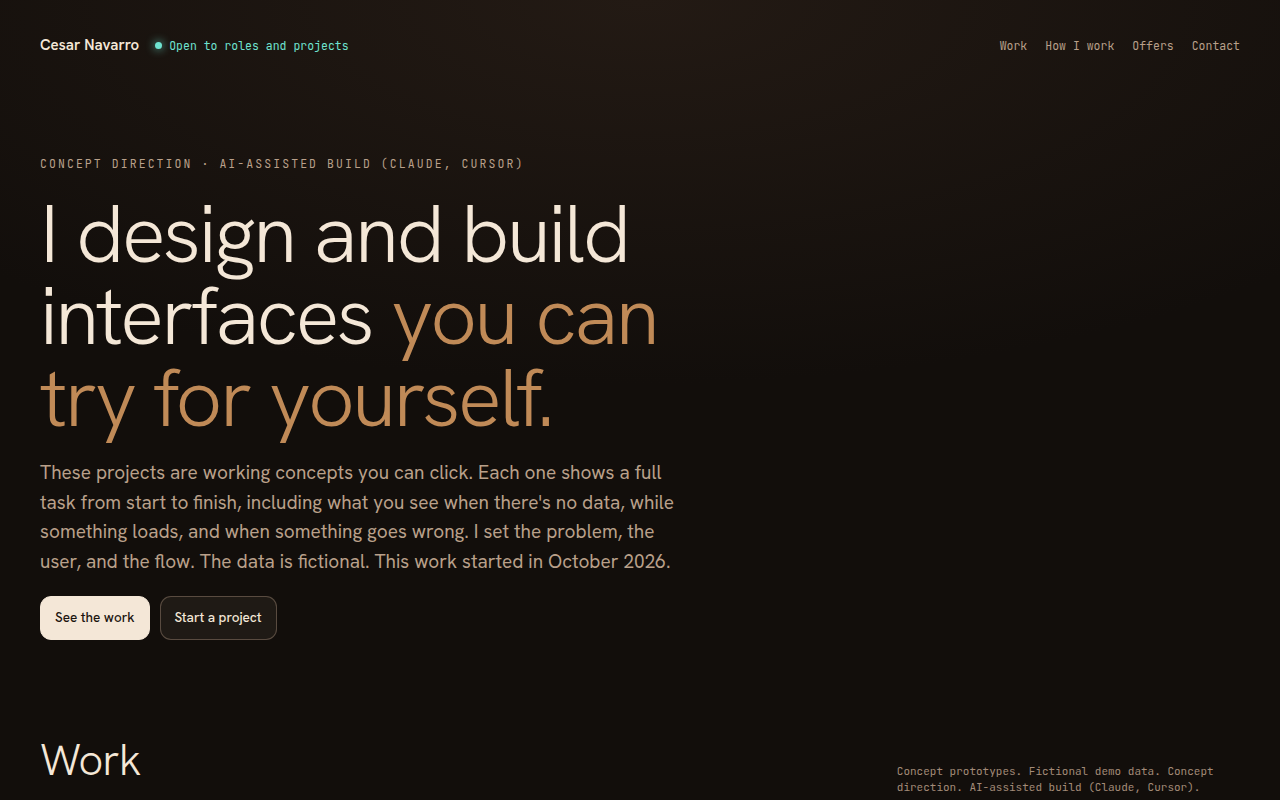 Cesar Navarro
Open to roles and projects
Work
How I work
Offers
Contact
CONCEPT DIRECTION · AI-ASSISTED BUILD (CLAUDE, CURSOR)
I design and build
interfaces you can
try for yourself.
These projects are working concepts you can click. Each one shows a full
task from start to finish, including what you see when there's no data, while
something loads, and when something goes wrong. I set the problem, the
user, and the flow. The data is fictional. This work started in October 2026.
See the work
Start a project
Work
Concept prototypes. Fictional demo data. Concept
direction. AI-assisted build (Claude, Cursor).